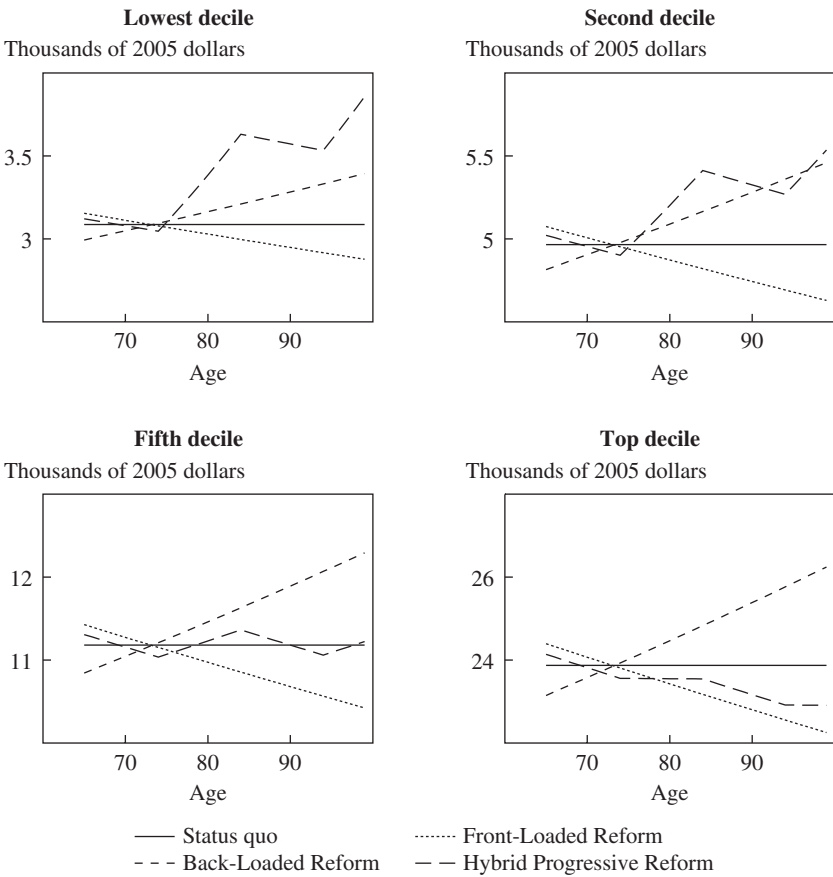 Lowest decile
Thousands of 2005 dollars
3.5
3
70 80 90
Age
Second decile
Thousands of 2005 dollars
5.5
5
70 80 90
Age
Fifth decile
Thousands of 2005 dollars
12
11
70 80 90
Age
Top decile
Thousands of 2005 dollars
26
24
70 80 90
Age
Status quo
Front-Loaded Reform
Back-Loaded Reform
Hybrid Progressive Reform